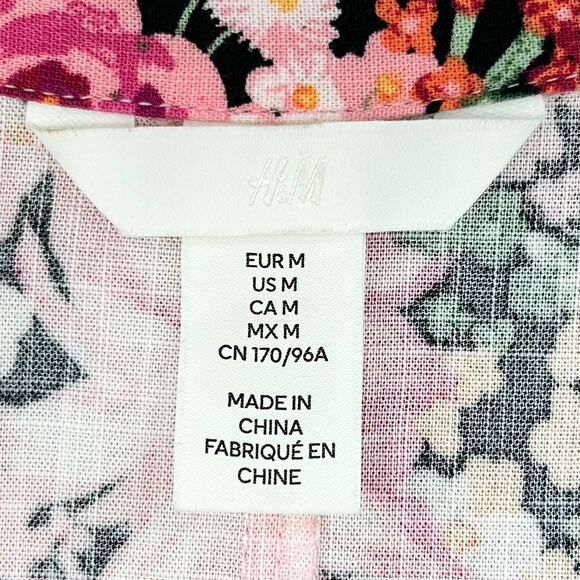 H&M
EUR M
US M
CA M
MX M
CN 170/96A
MADE IN
CHINA
FABRIQUÉ EN
CHINE